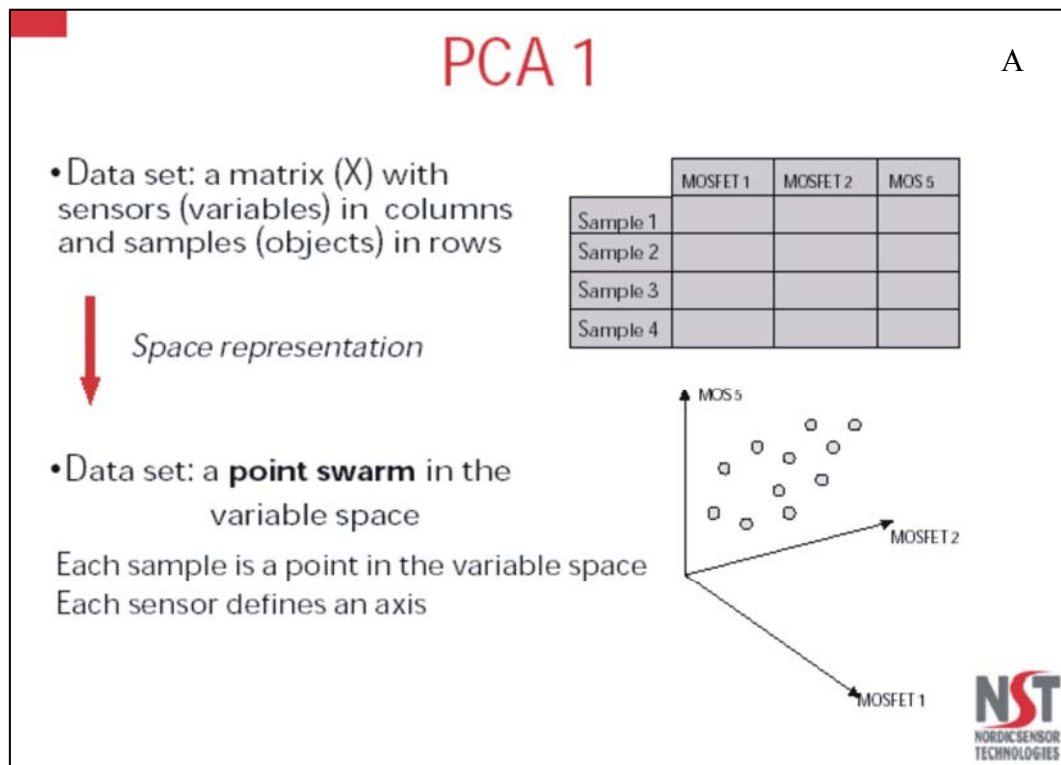 PCA 1
A
•Data set: a matrix (X) with
sensors (variables) in columns
and samples (objects) in rows
MOSFET 1 MOSFET 2 MOS 5
Sample 1
Sample 2
Sample 3
Sample 4
Space representation
•Data set: a point swarm in the
variable space
Each sample is a point in the variable space
Each sensor defines an axis
MOS 5
MOSFET 2
MOSFET 1
NST
NORDICSENSOR
TECHNOLOGIES